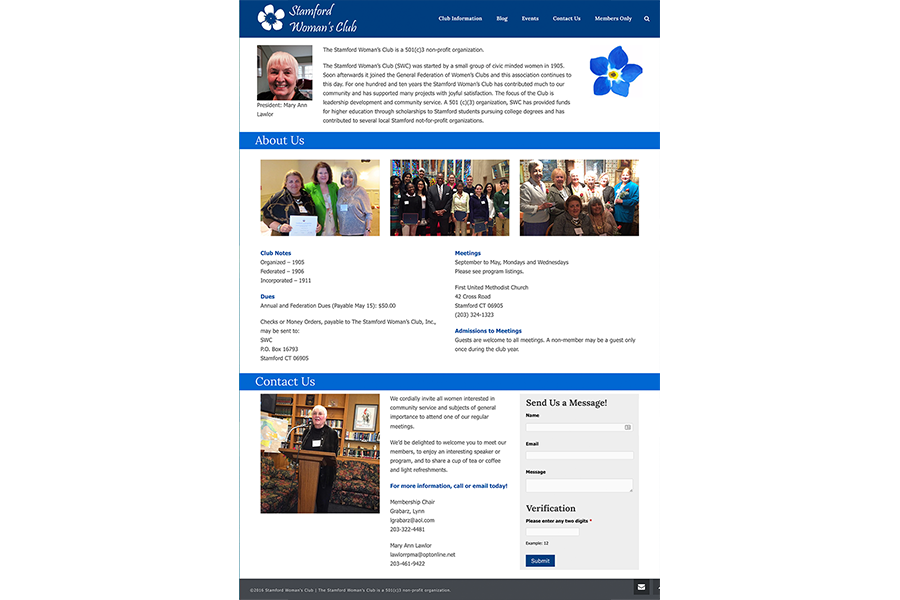 Stamford
Woman's Club
Club Information Blog Events Contact Us Members Only
The Stamford Woman's Club is a 501(c)3 non-profit organization.
The Stamford Woman's Club (SWC) was started by a small group of civic minded women in 1905.
Soon afterwards it joined the General Federation of Women's Clubs and this association continues to
this day. For one hundred and ten years the Stamford Woman's Club has contributed much to our
community and has supported many projects with joyful satisfaction. The focus of the Club is
leadership development and community service. A 501 (c)(3) organization, SWC has provided funds
for higher education through scholarships to Stamford students pursuing college degrees and has
contributed to several local Stamford not-for-profit organizations.
President: Mary Ann
Lawlor
About Us
Club Notes
Organized – 1905
Federated – 1906
Incorporated – 1911
Dues
Annual and Federation Dues (Payable May 15): $50.00
Checks or Money Orders, payable to The Stamford Woman's Club, Inc.,
may be sent to:
SWC
P.O. Box 16793
Stamford CT 06905
Meetings
September to May, Mondays and Wednesdays
Please see program listings.
First United Methodist Church
42 Cross Road
Stamford CT 06905
(203) 324-1323
Admissions to Meetings
Guests are welcome to all meetings. A non-member may be a guest only
once during the club year.
Contact Us
We cordially invite all women interested in
community service and subjects of general
importance to attend one of our regular
meetings.
We'd be delighted to welcome you to meet our
members, to enjoy an interesting speaker or
program, and to share a cup of tea or coffee
and light refreshments.
For more information, call or email today!
Membership Chair
Grabarz, Lynn
lgrabarz@aol.com
203-322-4481
Mary Ann Lawlor
lawlorrpma@optonline.net
203-461-9422
Send Us a Message!
Name
Email
Message
Verification
Please enter any two digits *
Example: 12
Submit
©2016 Stamford Woman's Club | The Stamford Woman's Club is a 501(c)3 non-profit organization.